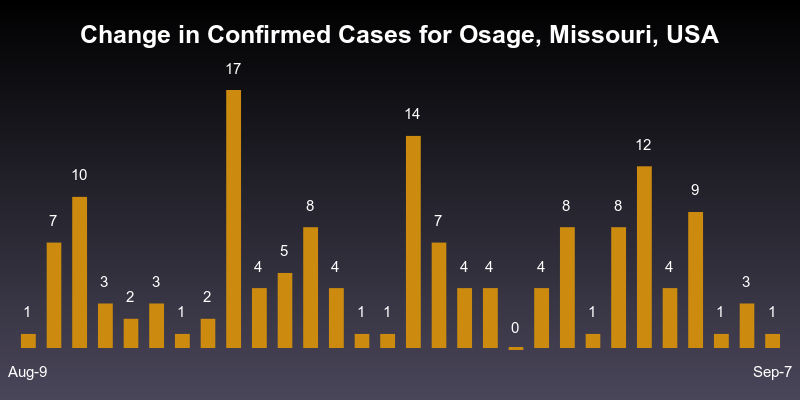 Change in Confirmed Cases for Osage, Missouri, USA
1 7 10 3 2 3 1 2 17 4 5 8 4 1 1 14 7 4 4 0 4 8 1 8 12 4 9 1 3 1
Aug-9 Sep-7